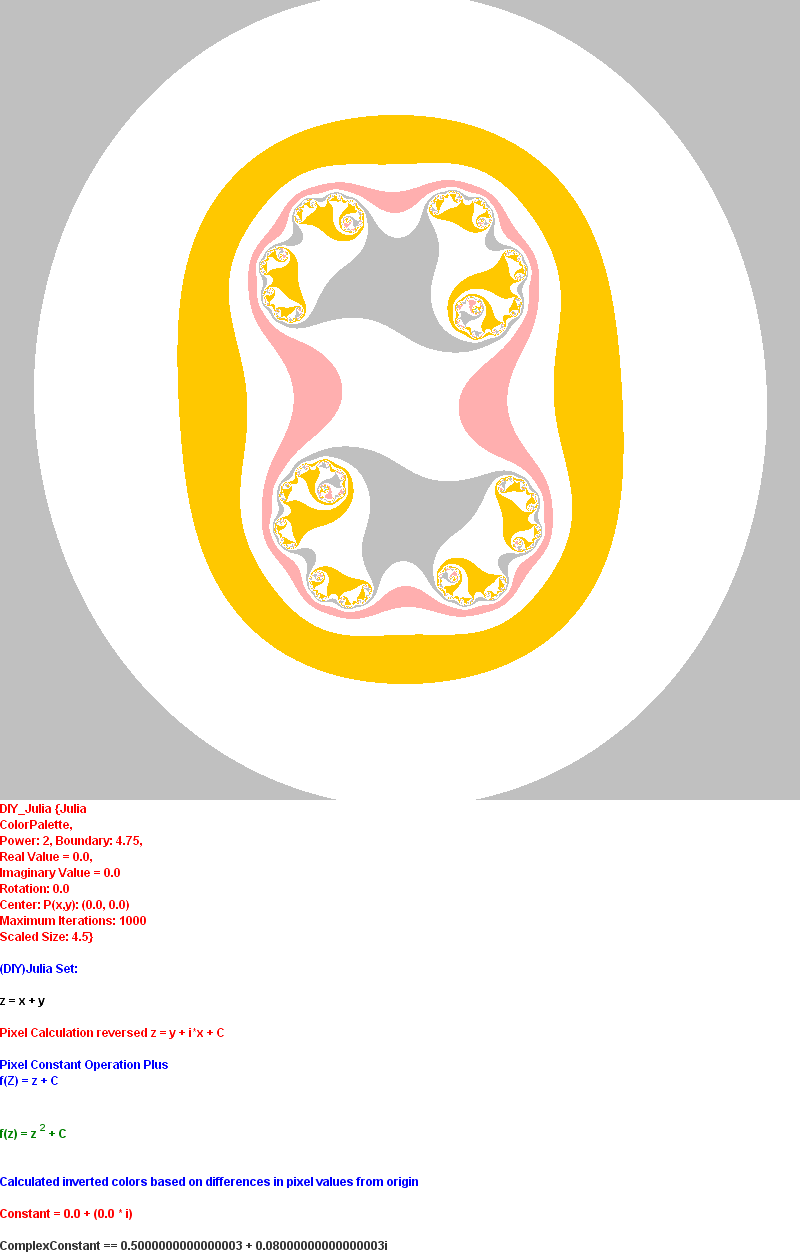 DIY_Julia {Julia
ColorPalette,
Power: 2, Boundary: 4.75,
Real Value = 0.0,
Imaginary Value = 0.0
Rotation: 0.0
Center: P(x,y): (0.0, 0.0)
Maximum Iterations: 1000
Scaled Size: 4.5}
(DIY)Julia Set:
z = x + y
Pixel Calculation reversed z = y + i*x + C
Pixel Constant Operation Plus
f(Z) = z + C
f(z) = z 2 + C
Calculated inverted colors based on differences in pixel values from origin
Constant = 0.0 + (0.0 * i)
ComplexConstant == 0.5000000000000003 + 0.08000000000000003i